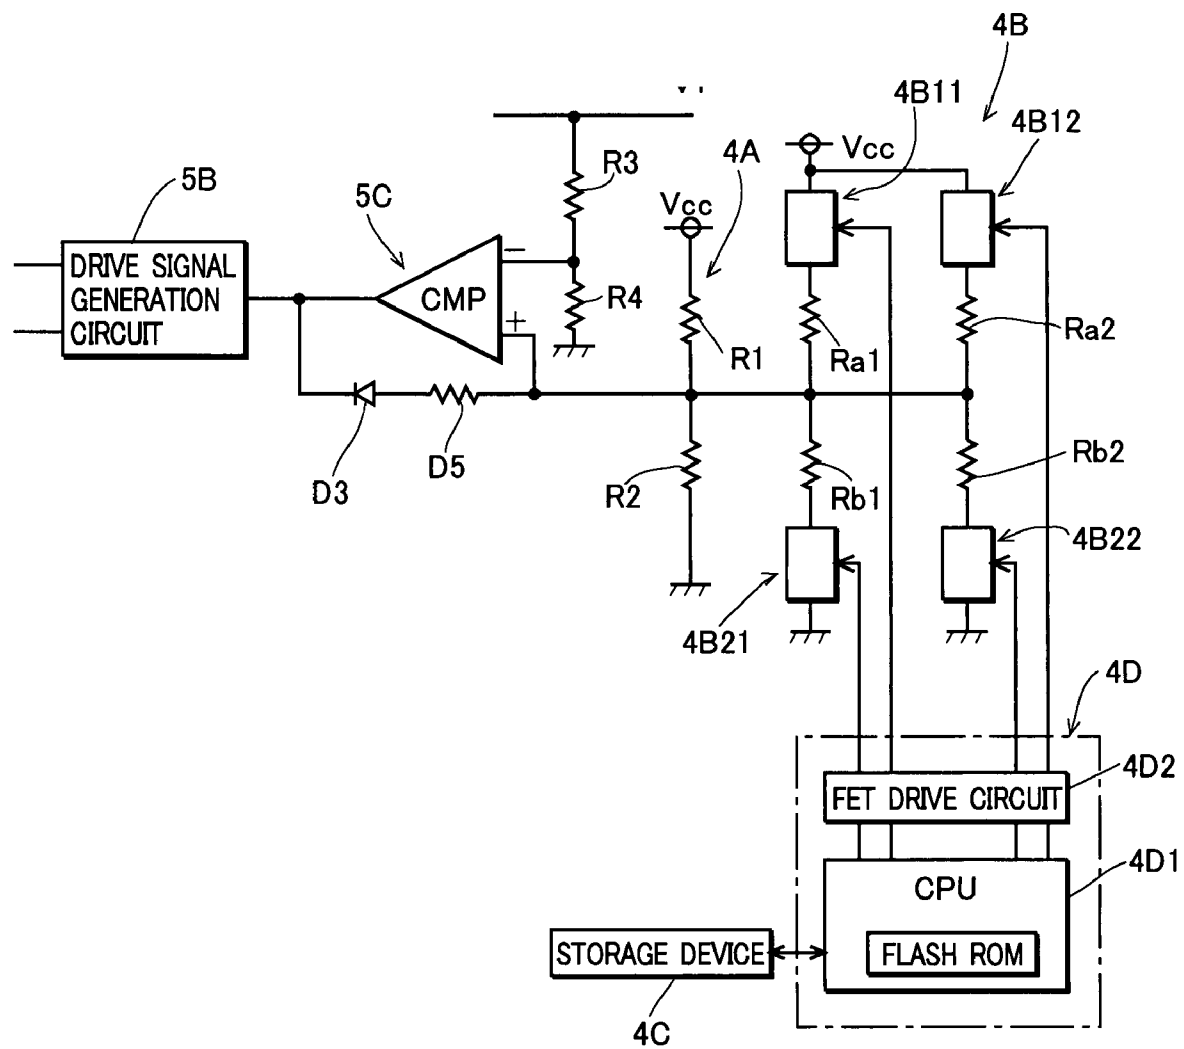 4B
4B11
4B12
Vcc
4A
R3
5B
5C
Vcc
DRIVE SIGNAL
GENERATION
CIRCUIT
−
CMP
+
R4
R1
Ra1
Ra2
D3
D5
R2
Rb1
Rb2
4B21
4B22
4D
4D2
FET DRIVE CIRCUIT
4D1
CPU
STORAGE DEVICE
FLASH ROM
4C